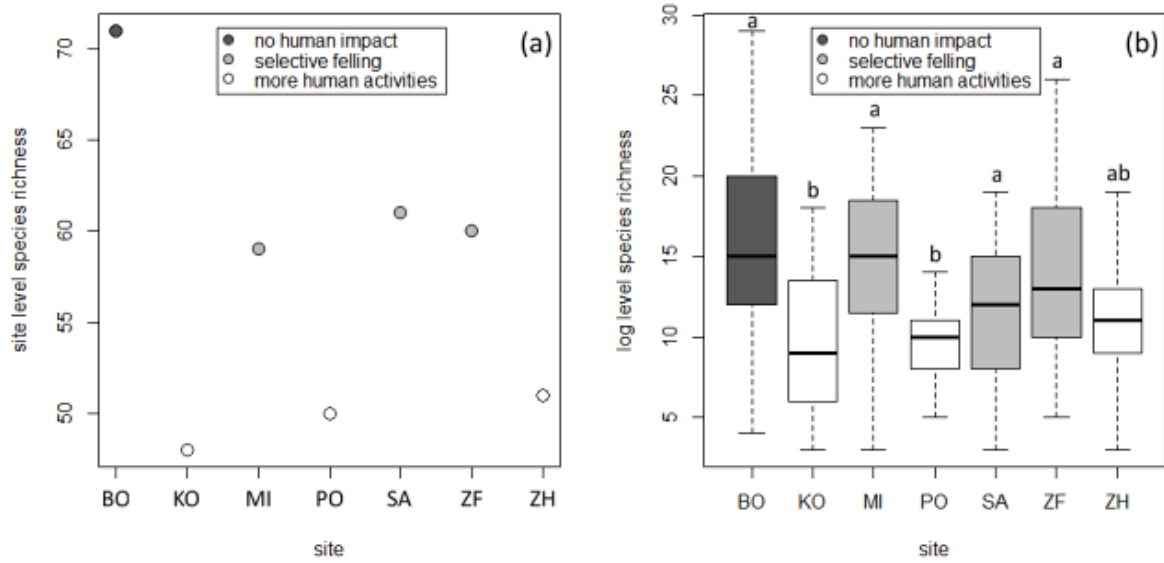 (a)
no human impact
selective felling
more human activities
site level species richness
70
65
60
55
50
BO KO MI PO SA ZF ZH
site
(b)
no human impact
selective felling
more human activities
log level species richness
30
25
20
15
10
5
a
b
a
b
a
a
ab
BO KO MI PO SA ZF ZH
site